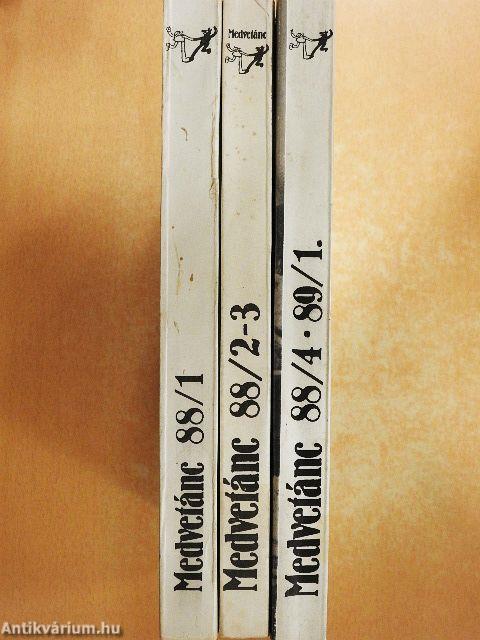 Medvetánc 88/1
Medvetánc
Medvetánc 88/2-3
Medvetánc 88/4 · 89/1.
Antikvárium.hu